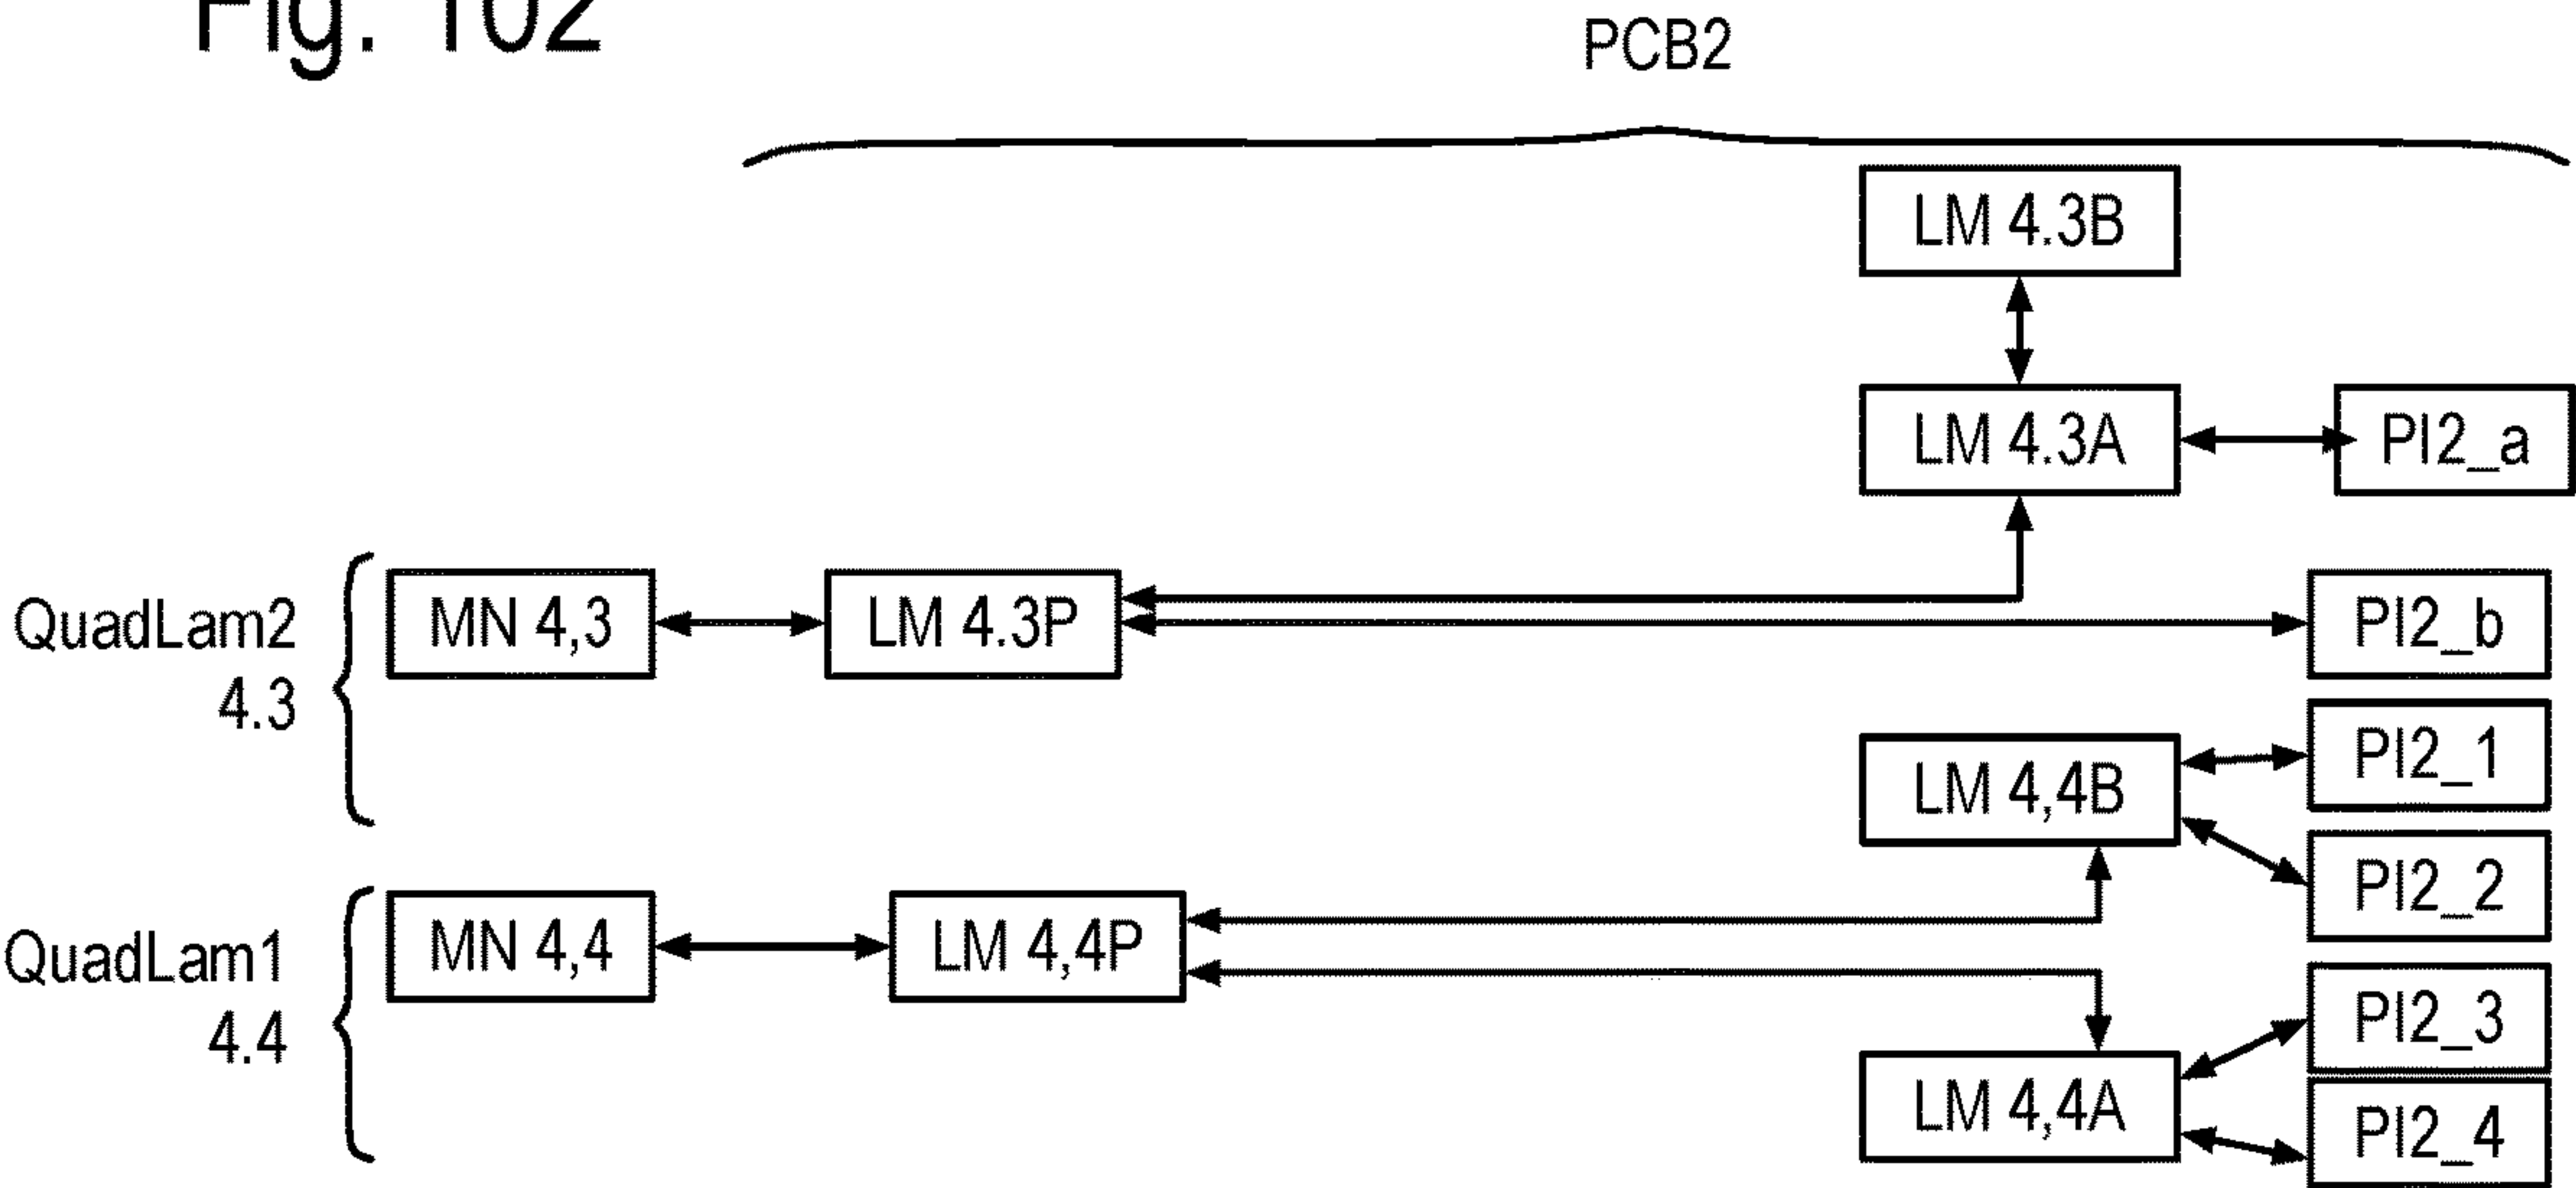 Fig. 102
PCB2
LM 4.3B
LM 4.3A
PI2_a
QuadLam2
4.3
MN 4,3
LM 4.3P
PI2_b
PI2_1
LM 4,4B
PI2_2
QuadLam1
4.4
MN 4,4
LM 4,4P
PI2_3
LM 4,4A
PI2_4